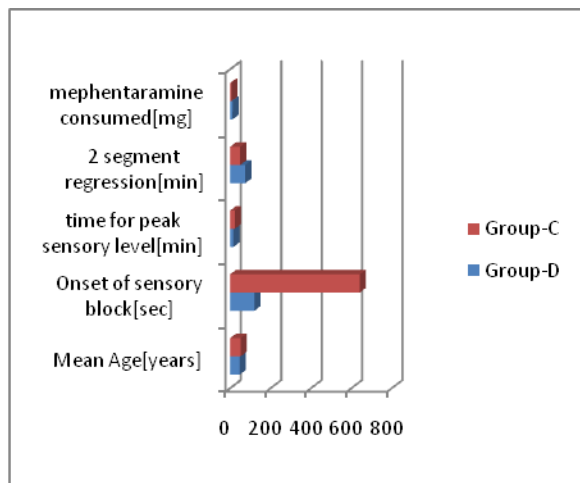 mephentaramine
consumed[mg]
2 segment
regression[min]
time for peak
sensory level[min]
Onset of sensory
block[sec]
Mean Age[years]
0 200 400 600 800
Group-C
Group-D